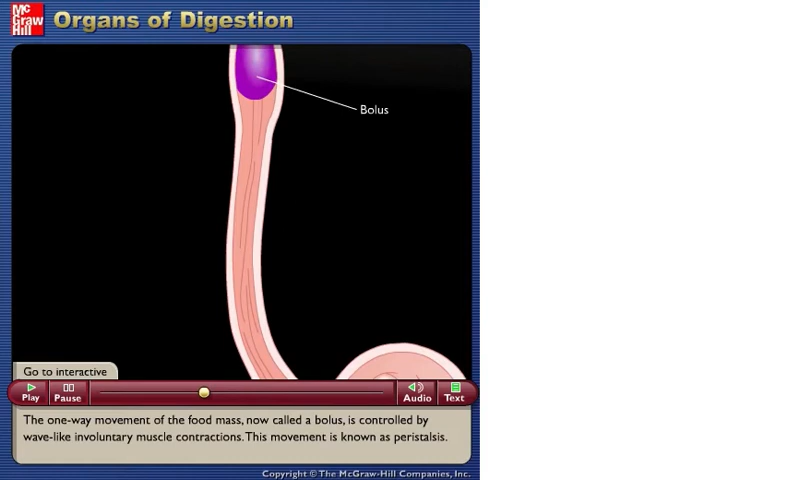 Mc
Graw
Hill
Organs of Digestion
Bolus
Go to interactive
Play
Pause
Audio
Text
The one-way movement of the food mass, now called a bolus, is controlled by
wave-like involuntary muscle contractions. This movement is known as peristalsis.
Copyright © The McGraw-Hill Companies, Inc.